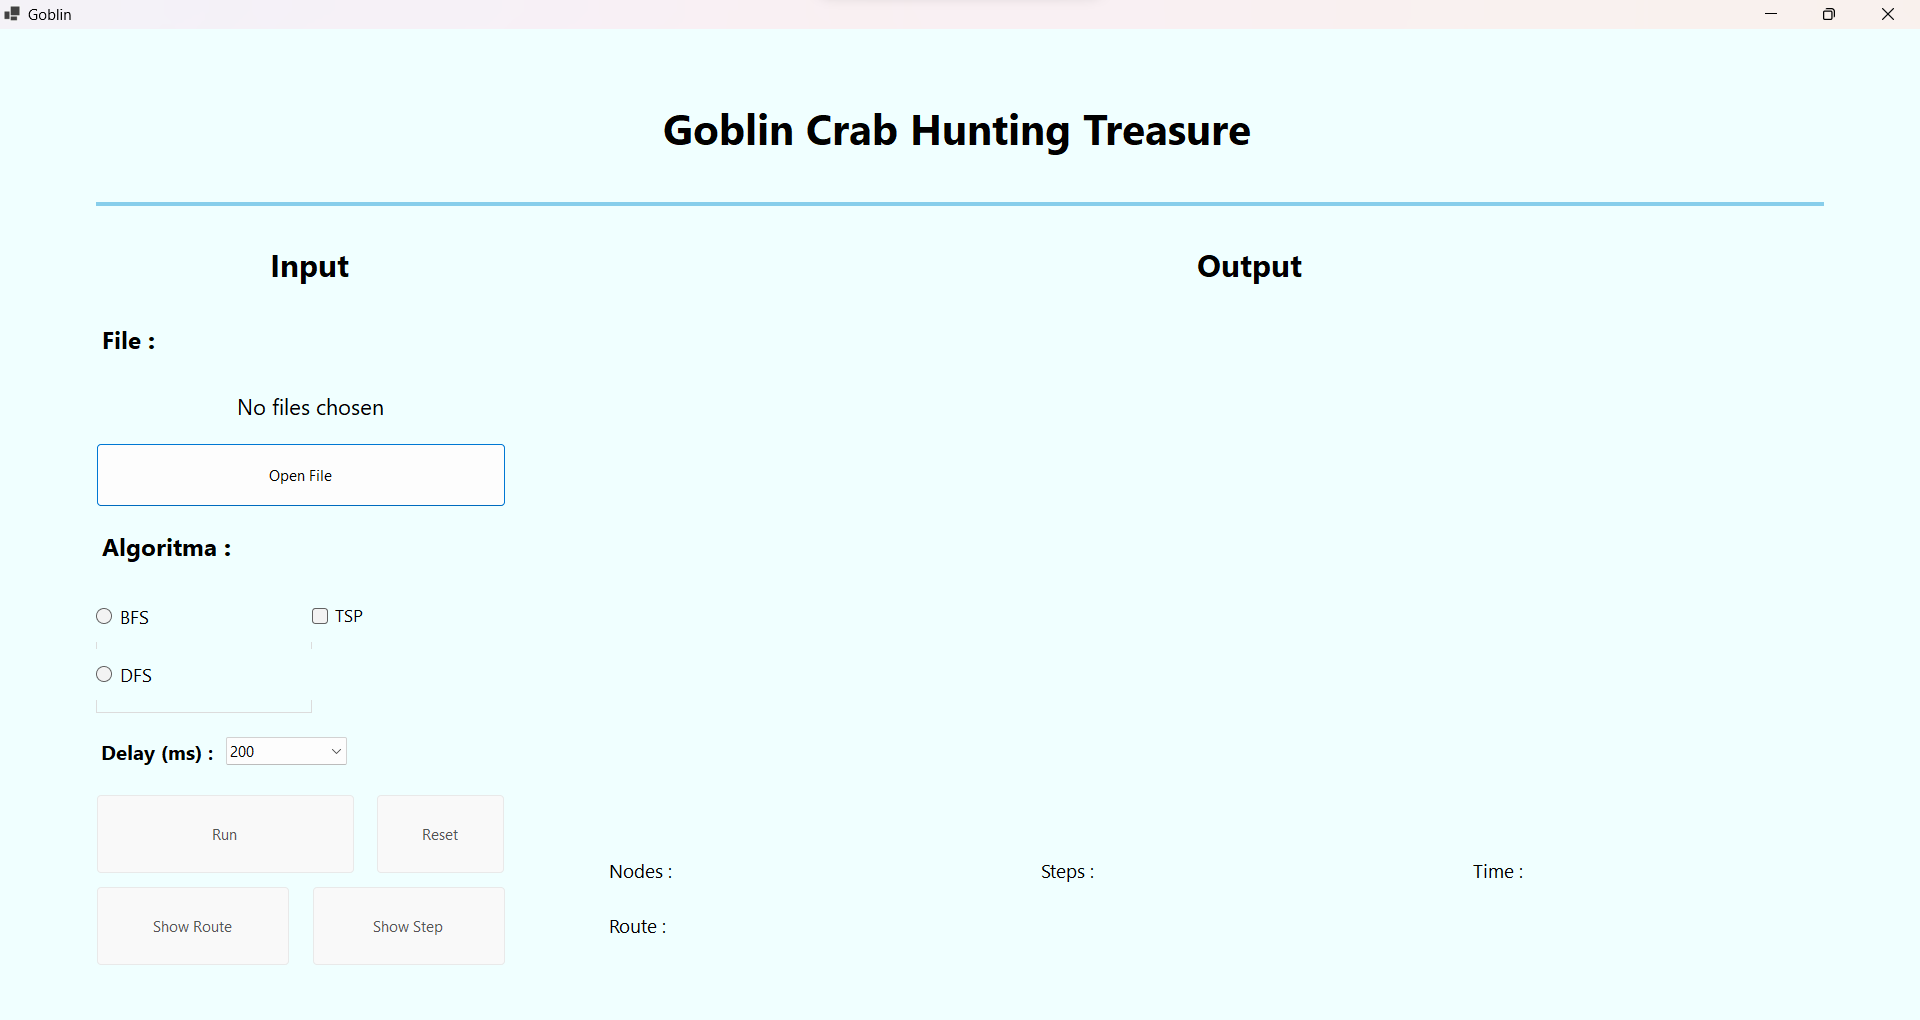 Goblin
Goblin Crab Hunting Treasure
Input
Output
File :
No files chosen
Open File
Algoritma :
BFS
TSP
DFS
Delay (ms) : 200
Run
Reset
Show Route
Show Step
Nodes :
Steps :
Time :
Route :